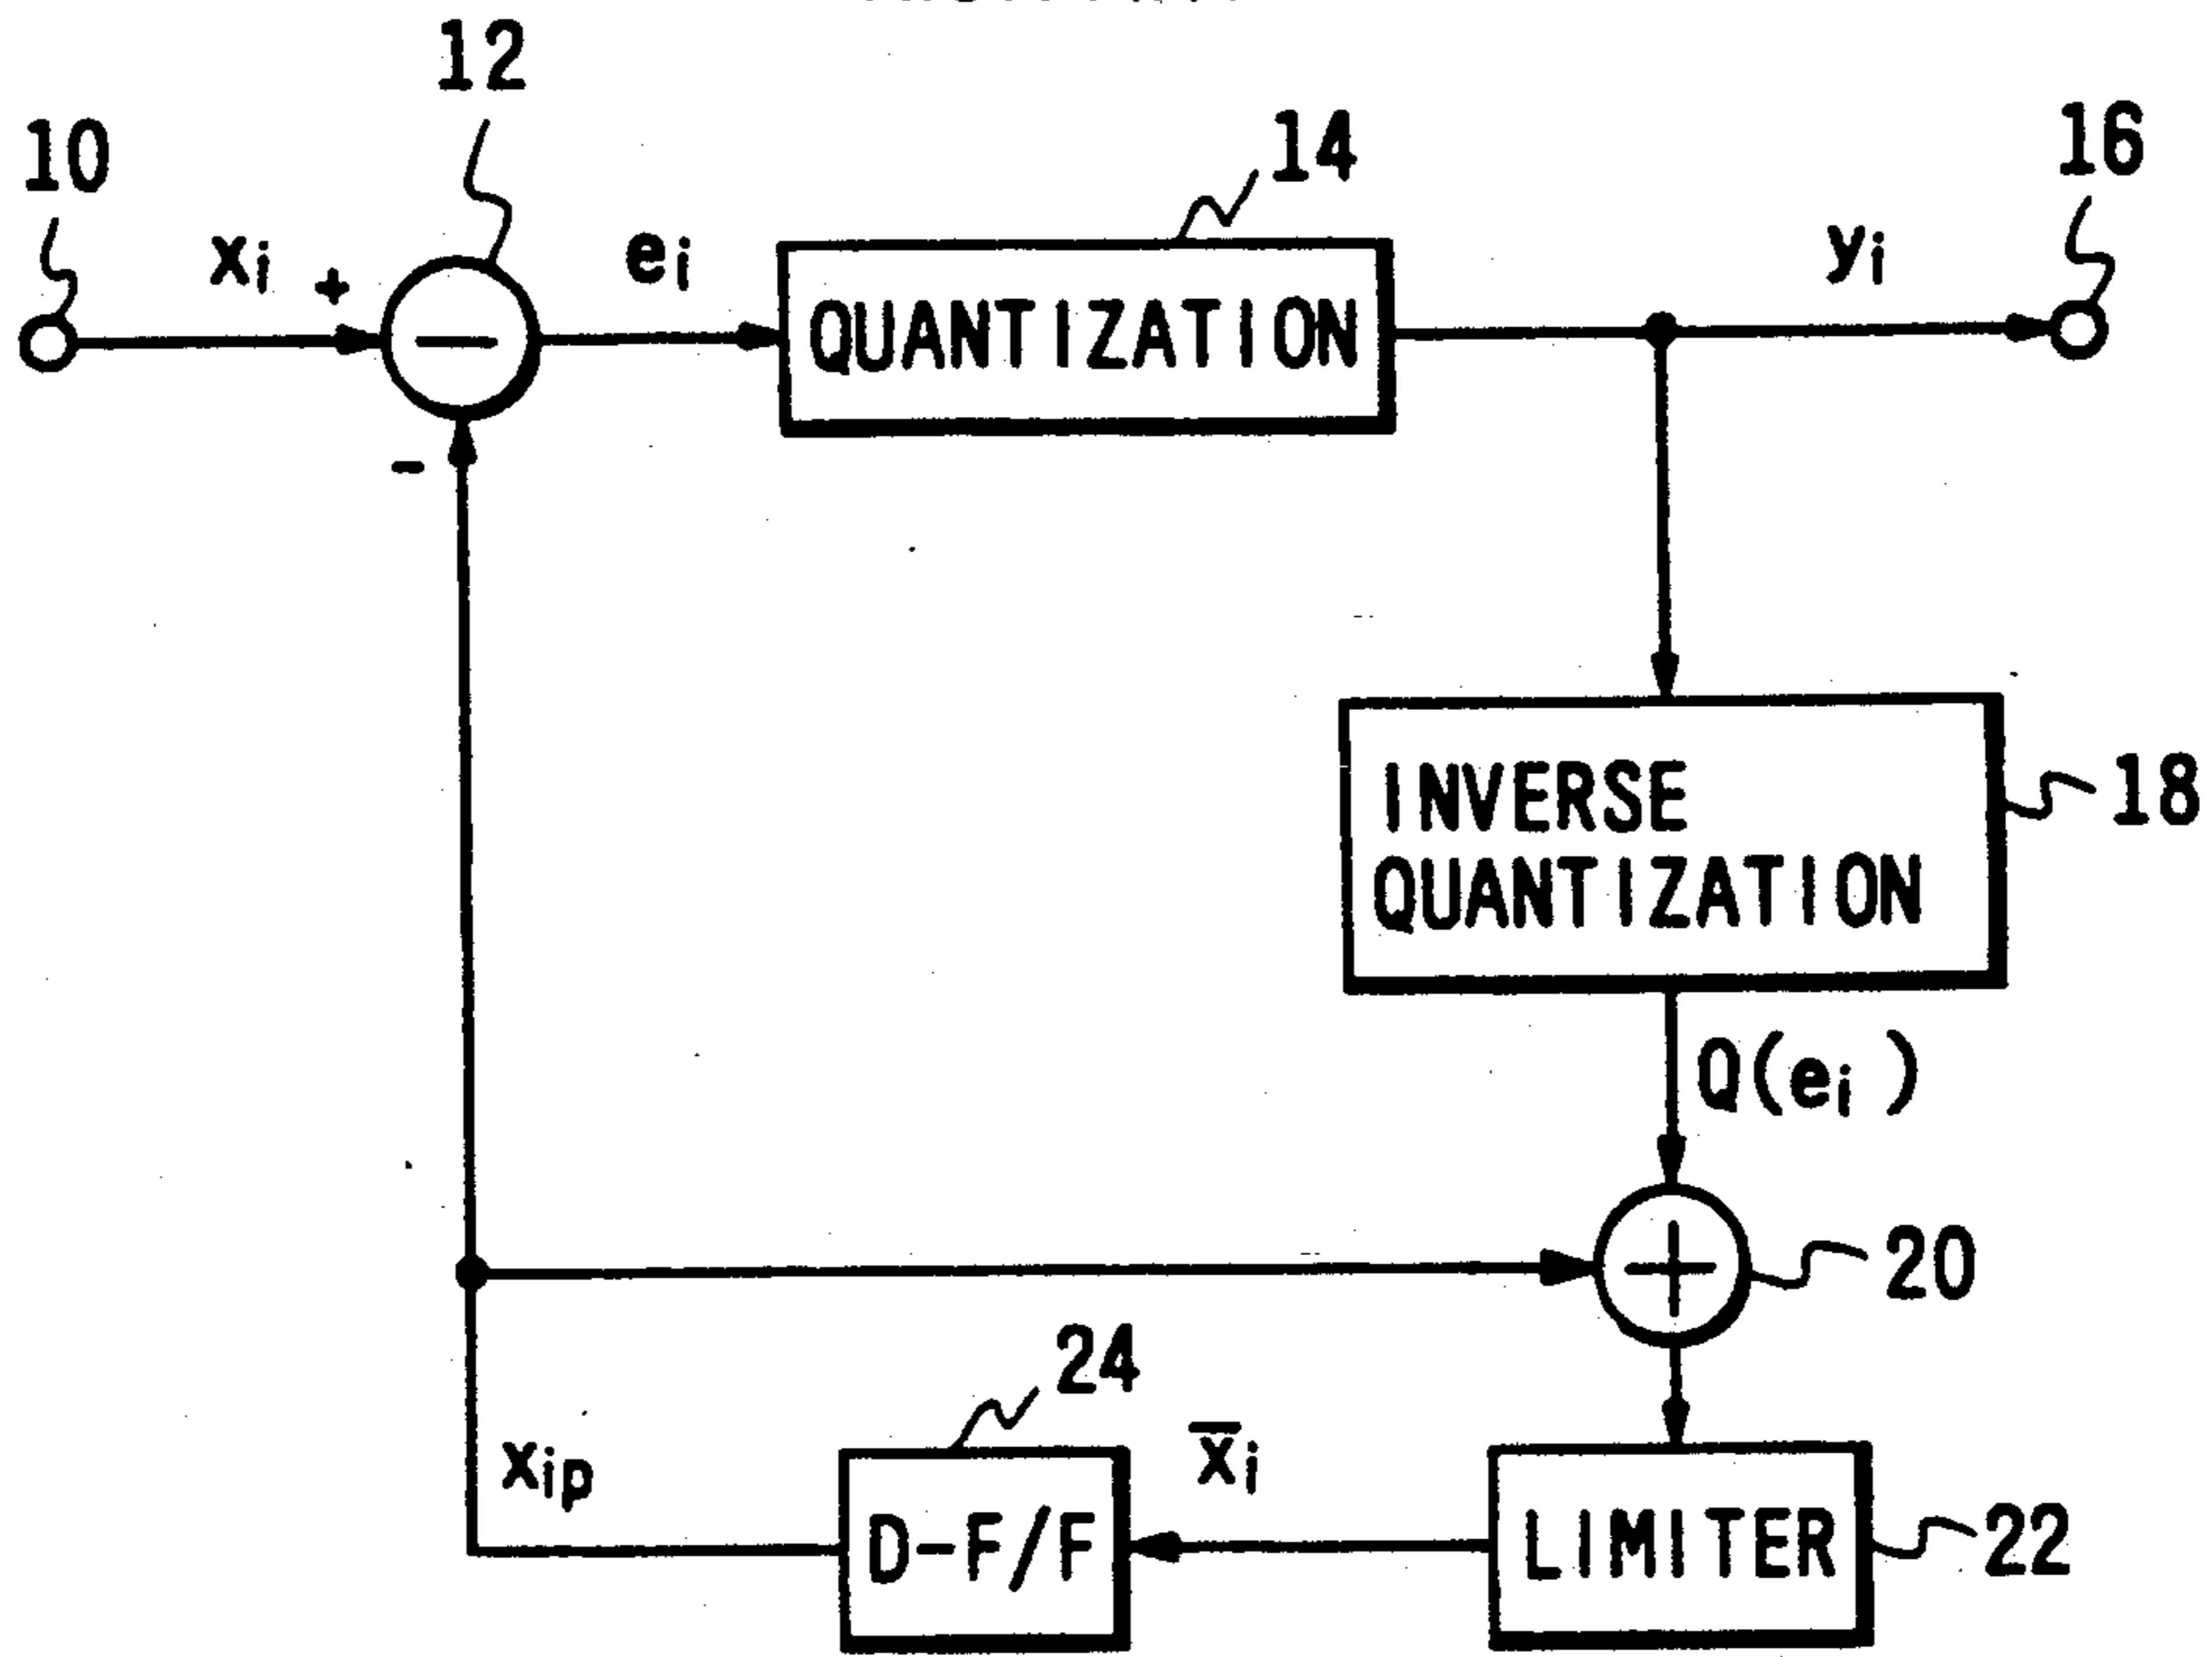 12
10
14
16
xi
+
ei
yi
QUANTIZATION
-
INVERSE
QUANTIZATION
18
Q(ei)
20
24
xip
x̅i
D-F/F
LIMITER
22